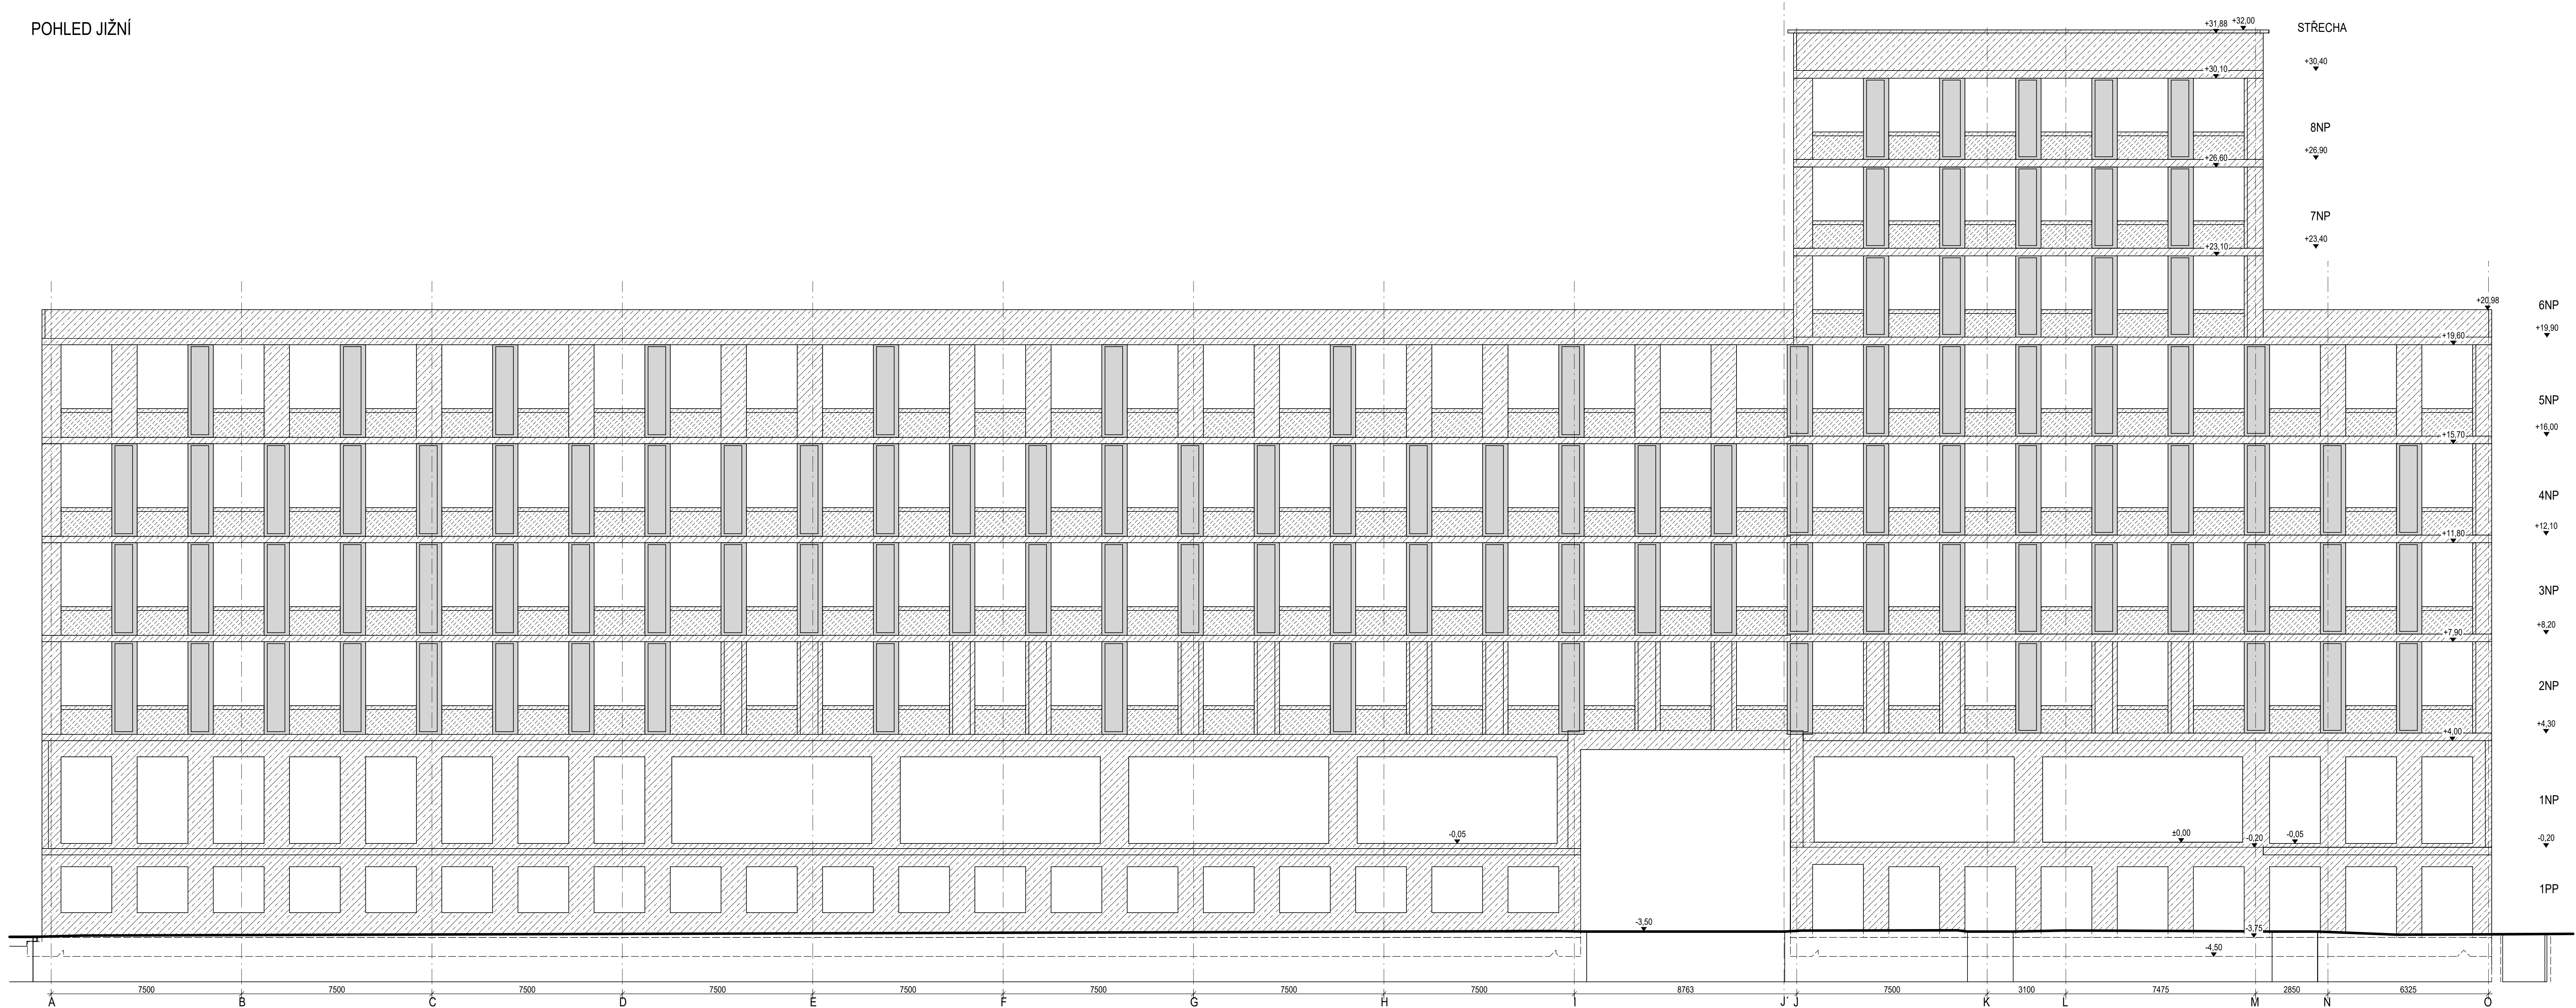 POHLED JIŽNÍ
+31,88 +32,00
STŘECHA
+30,40
+30,10
8NP
+26,90
+26,60
7NP
+23,40
+23,10
+20,98
6NP
+19,90
+19,60
5NP
+16,00
+15,70
4NP
+12,10
+11,80
3NP
+8,20
+7,90
2NP
+4,30
+4,00
1NP
-0,05
±0,00
-0,20
-0,05
-0,20
1PP
-3,50
-3,75
-4,50
7500 7500 7500 7500 7500 7500 7500 7500 8763 7500 3100 7475 2850 6325
A B C D E F G H I J' J K L M N O